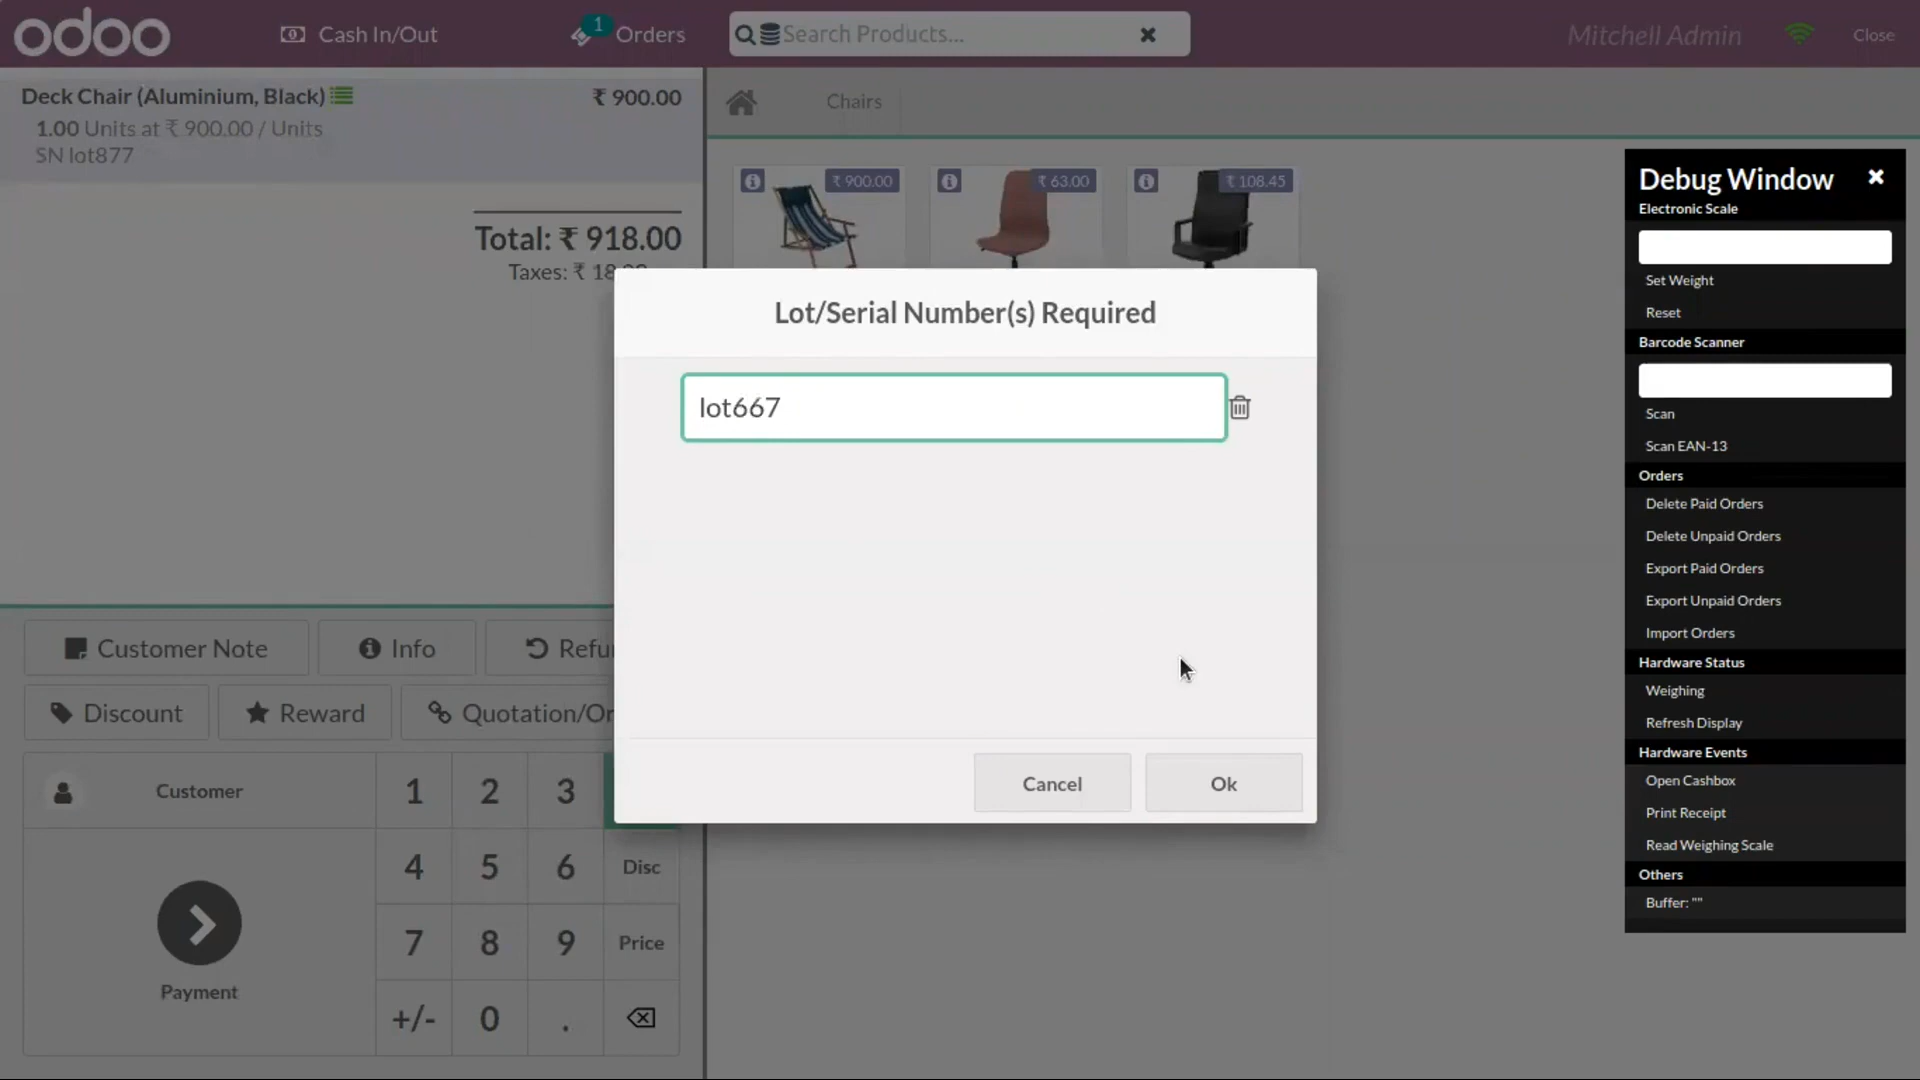 odoo
Cash In/Out
1
Orders
Search Products...
Mitchell Admin
Close
Deck Chair (Aluminium, Black)
₹ 900.00
1.00 Units at ₹ 900.00 / Units
SN lot877
Total: ₹ 918.00
Taxes: ₹ 18.00
Chairs
₹ 900.00
₹ 63.00
₹ 108.45
Lot/Serial Number(s) Required
lot667
Cancel
Ok
Customer Note
Info
Refu
Discount
Reward
Quotation/Or
Customer
1
2
3
4
5
6
Disc
7
8
9
Price
+/-
0
.
Payment
Debug Window
Electronic Scale
Set Weight
Reset
Barcode Scanner
Scan
Scan EAN-13
Orders
Delete Paid Orders
Delete Unpaid Orders
Export Paid Orders
Export Unpaid Orders
Import Orders
Hardware Status
Weighing
Refresh Display
Hardware Events
Open Cashbox
Print Receipt
Read Weighing Scale
Others
Buffer: ""